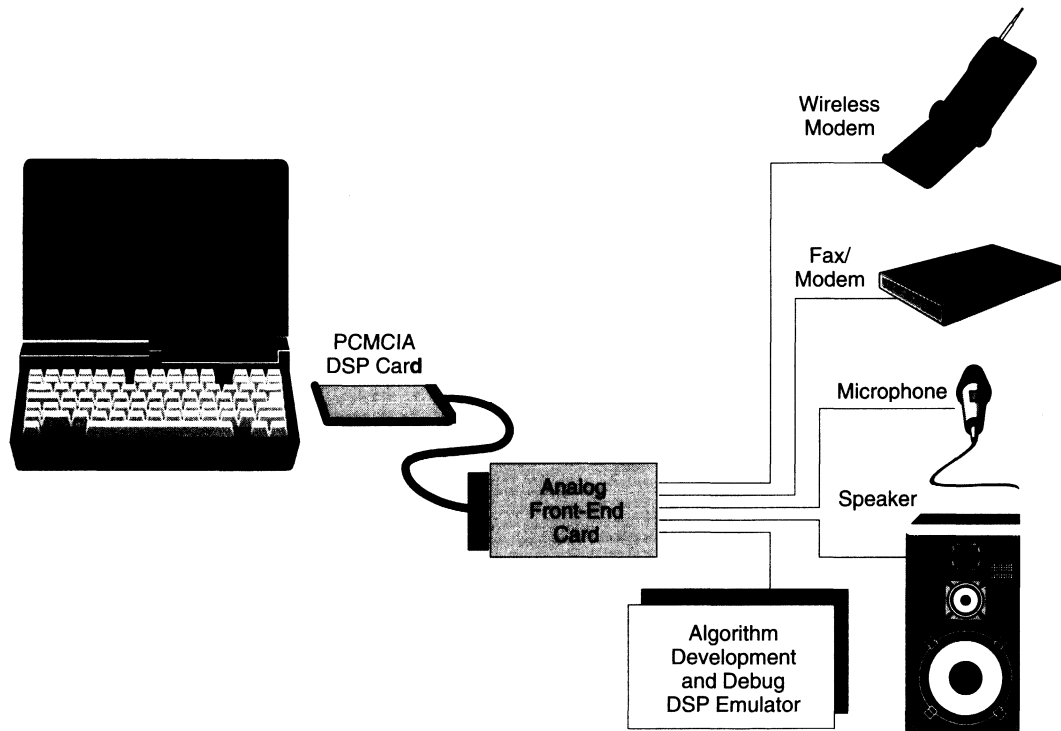 Wireless
Modem
Fax/
Modem
PCMCIA
DSP Card
Microphone
Analog
Front-End
Card
Speaker
Algorithm
Development
and Debug
DSP Emulator